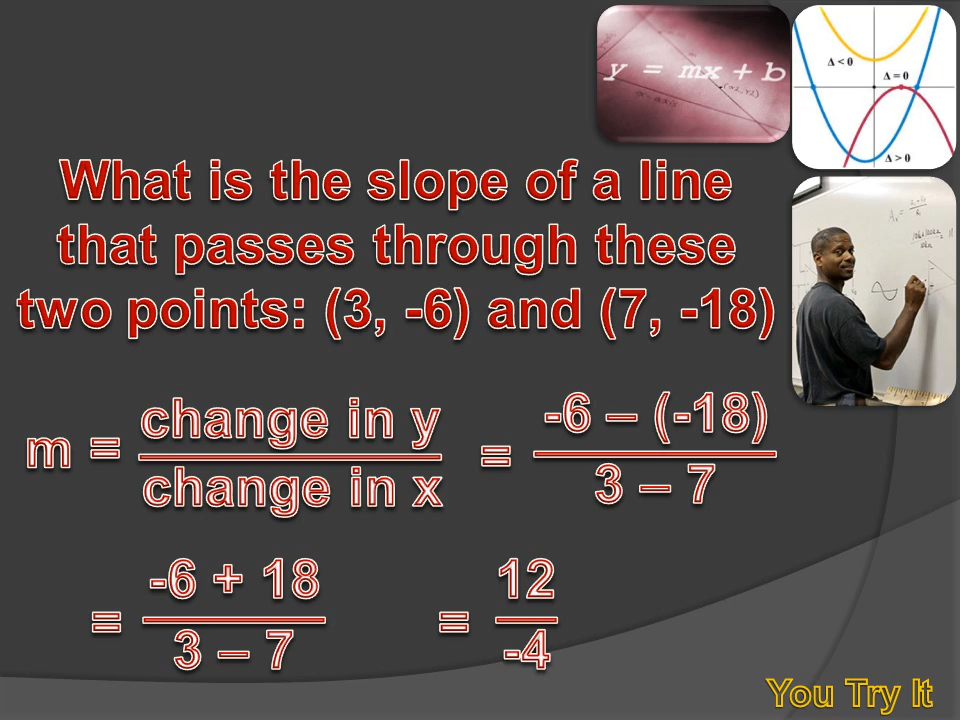 y = mx + b
(x2, y2)
Δ < 0
Δ = 0
Δ > 0
What is the slope of a line
that passes through these
two points: (3, -6) and (7, -18)
m = change in y / change in x = -6 – (-18) / 3 – 7
= -6 + 18 / 3 – 7 = 12 / -4
You Try It